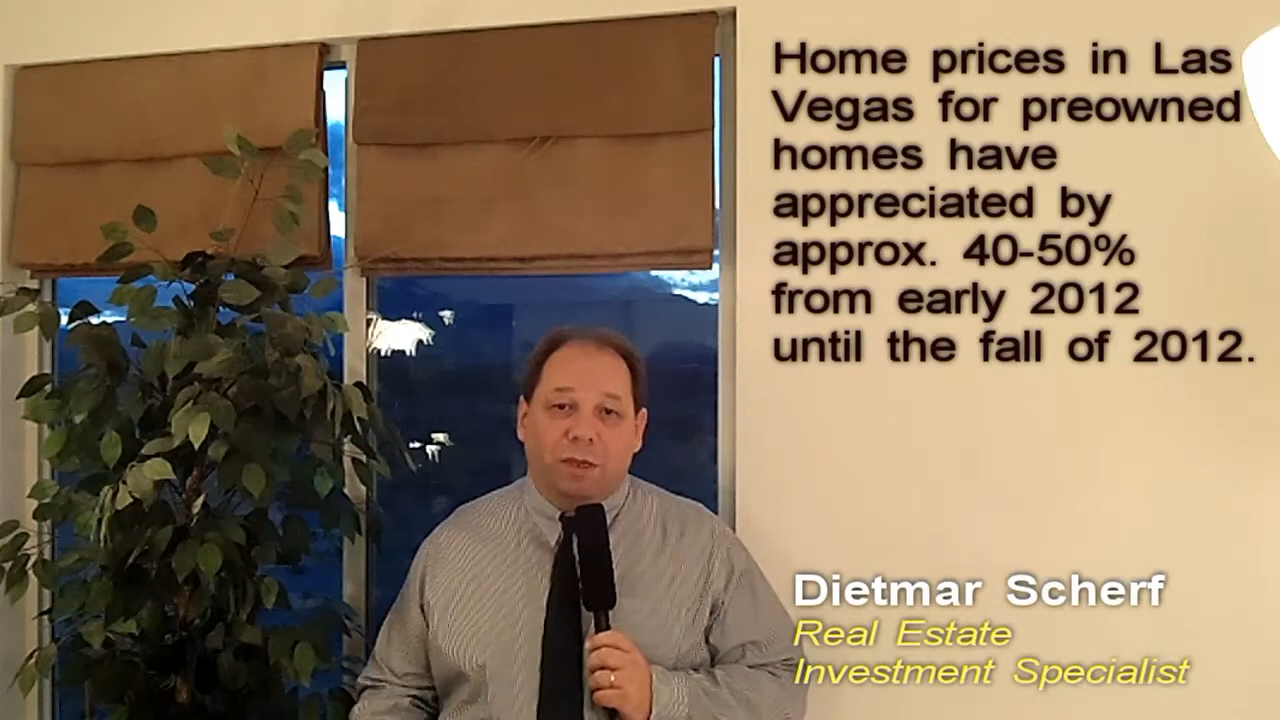 Home prices in Las
Vegas for preowned
homes have
appreciated by
approx. 40-50%
from early 2012
until the fall of 2012.
Dietmar Scherf
Real Estate
Investment Specialist